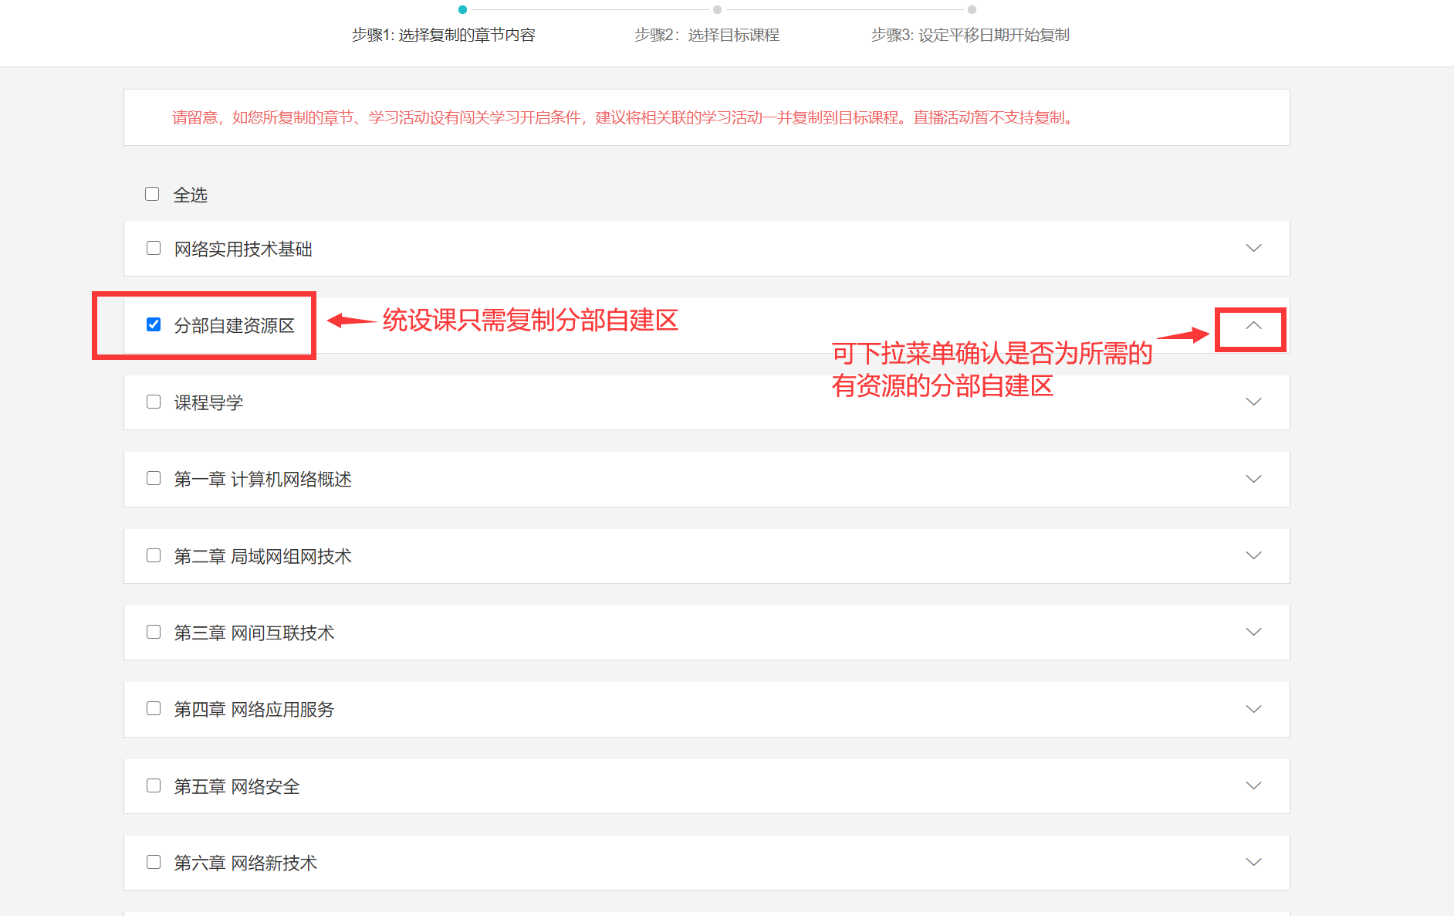 步骤1: 选择复制的章节内容
步骤2：选择目标课程
步骤3: 设定平移日期开始复制
请留意，如您所复制的章节、学习活动设有闯关学习开启条件，建议将相关联的学习活动一并复制到目标课程。直播活动暂不支持复制。
全选
网络实用技术基础
分部自建资源区
统设课只需复制分部自建区
可下拉菜单确认是否为所需的
有资源的分部自建区
课程导学
第一章 计算机网络概述
第二章 局域网组网技术
第三章 网间互联技术
第四章 网络应用服务
第五章 网络安全
第六章 网络新技术